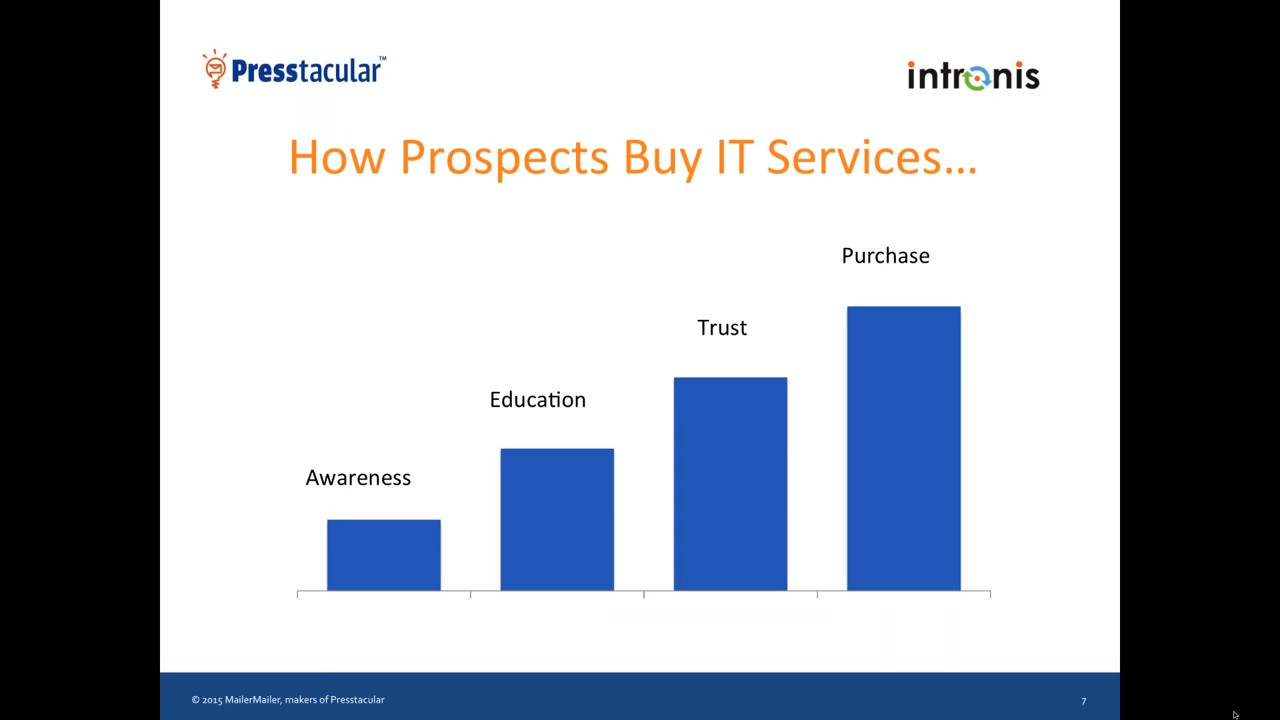 Presstacular™
intronis
How Prospects Buy IT Services...
Purchase
Trust
Education
Awareness
© 2015 MailerMailer, makers of Presstacular
7